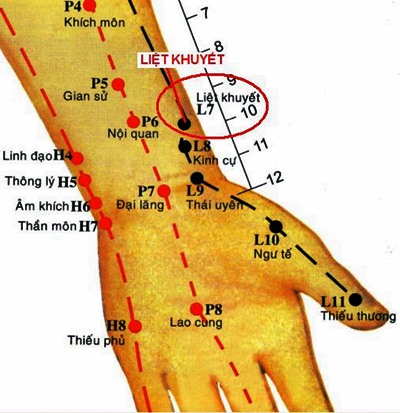 P4
Khích môn
7
8
LIỆT KHUYẾT
P5
Gian sử
9
Liệt khuyết
L7
10
P6
Nội quan
L8
Kinh cự
11
Linh đạo H4
Thông lý H5
P7
Đại lăng
L9
Thái uyên
12
Âm khích H6
Thần môn H7
L10
Ngư tế
L11
Thiếu thương
P8
Lao cung
H8
Thiếu phủ